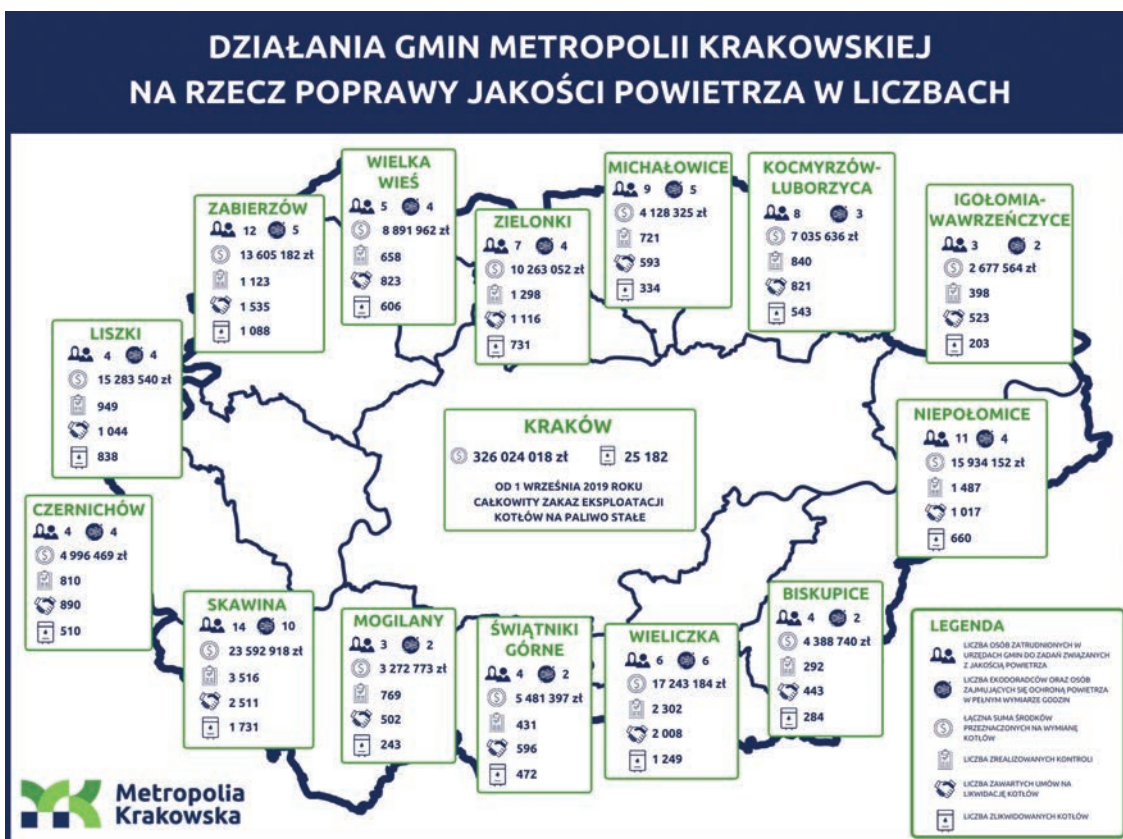 DZIAŁANIA GMIN METROPOLII KRAKOWSKIEJ
NA RZECZ POPRAWY JAKOŚCI POWIETRZA W LICZBACH
WIELKA
WIEŚ
5 4
8 891 962 zł
658
823
606
MICHAŁOWICE
9 5
4 128 325 zł
721
593
334
KOCMYRZÓW-
LUBORZYCA
8 3
7 035 636 zł
840
821
543
ZABIERZÓW
12 5
13 605 182 zł
1 123
1 535
1 088
ZIELONKI
7 4
10 263 052 zł
1 298
1 116
731
IGOŁOMIA-
WAWRZEŃCZYCE
3 2
2 677 564 zł
398
523
203
LISZKI
4 4
15 283 540 zł
949
1 044
838
KRAKÓW
326 024 018 zł 25 182
OD 1 WRZEŚNIA 2019 ROKU
CAŁKOWITY ZAKAZ EKSPLOATACJI
KOTŁÓW NA PALIWO STAŁE
NIEPOŁOMICE
11 4
15 934 152 zł
1 487
1 017
660
CZERNICHÓW
4 4
4 996 469 zł
810
890
510
SKAWINA
14 10
23 592 918 zł
3 516
2 511
1 731
MOGILANY
3 2
3 272 773 zł
769
502
243
ŚWIĄTNIKI
GÓRNE
4 2
5 481 397 zł
431
596
472
WIELICZKA
6 6
17 243 184 zł
2 302
2 008
1 249
BISKUPICE
4 2
4 388 740 zł
292
443
284
LEGENDA
LICZBA OSÓB ZATRUDNIONYCH W
URZĘDACH GMIN DO ZADAŃ ZWIĄZANYCH
Z JAKOŚCIĄ POWIETRZA
LICZBA EKODORADCÓW ORAZ OSÓB
ZAJMUJĄCYCH SIĘ OCHRONĄ POWIETRZA
W PEŁNYM WYMIARZE GODZIN
ŁĄCZNA SUMA ŚRODKÓW
PRZEZNACZONYCH NA WYMIANĘ
KOTŁÓW
LICZBA ZREALIZOWANYCH KONTROLI
LICZBA ZAWARTYCH UMÓW NA
LIKWIDACJĘ KOTŁÓW
LICZBA ZLIKWIDOWANYCH KOTŁÓW
Metropolia
Krakowska